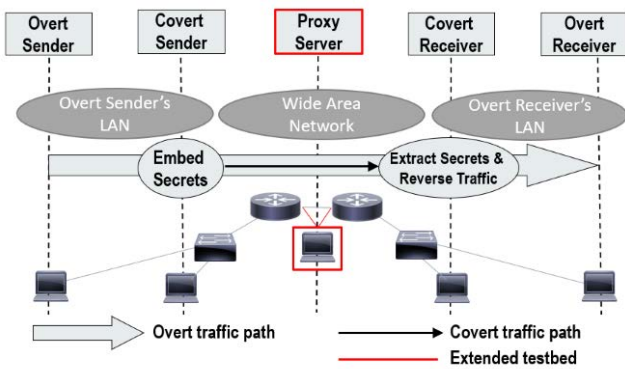 Overt
Sender
Covert
Sender
Proxy
Server
Covert
Receiver
Overt
Receiver
Overt Sender's
LAN
Wide Area
Network
Overt Receiver's
LAN
Embed
Secrets
Extract Secrets &
Reverse Traffic
Overt traffic path
Covert traffic path
Extended testbed